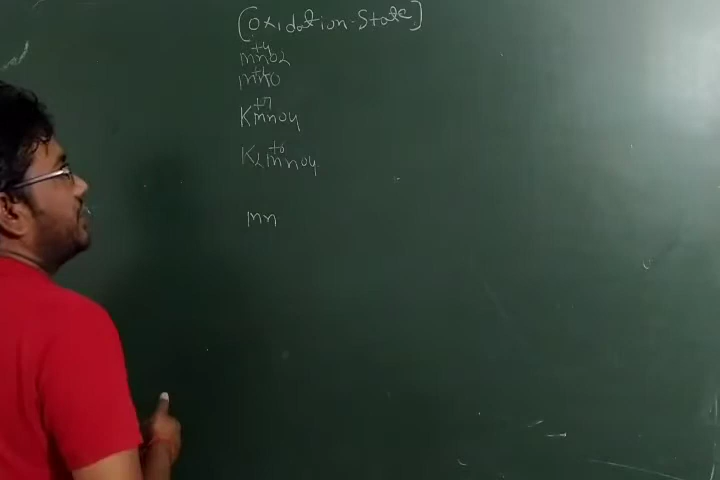 [Oxidation-State]
+4
mno2
mno
+7
Kmno4
+6
K2mno4
mn